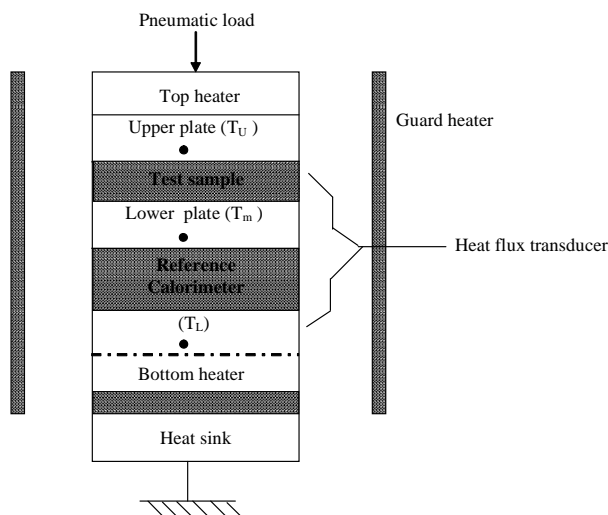 Pneumatic load
Top heater
Guard heater
Upper plate (T_U )
Test sample
Lower plate (T_m )
Heat flux transducer
Reference
Calorimeter
(T_L)
Bottom heater
Heat sink